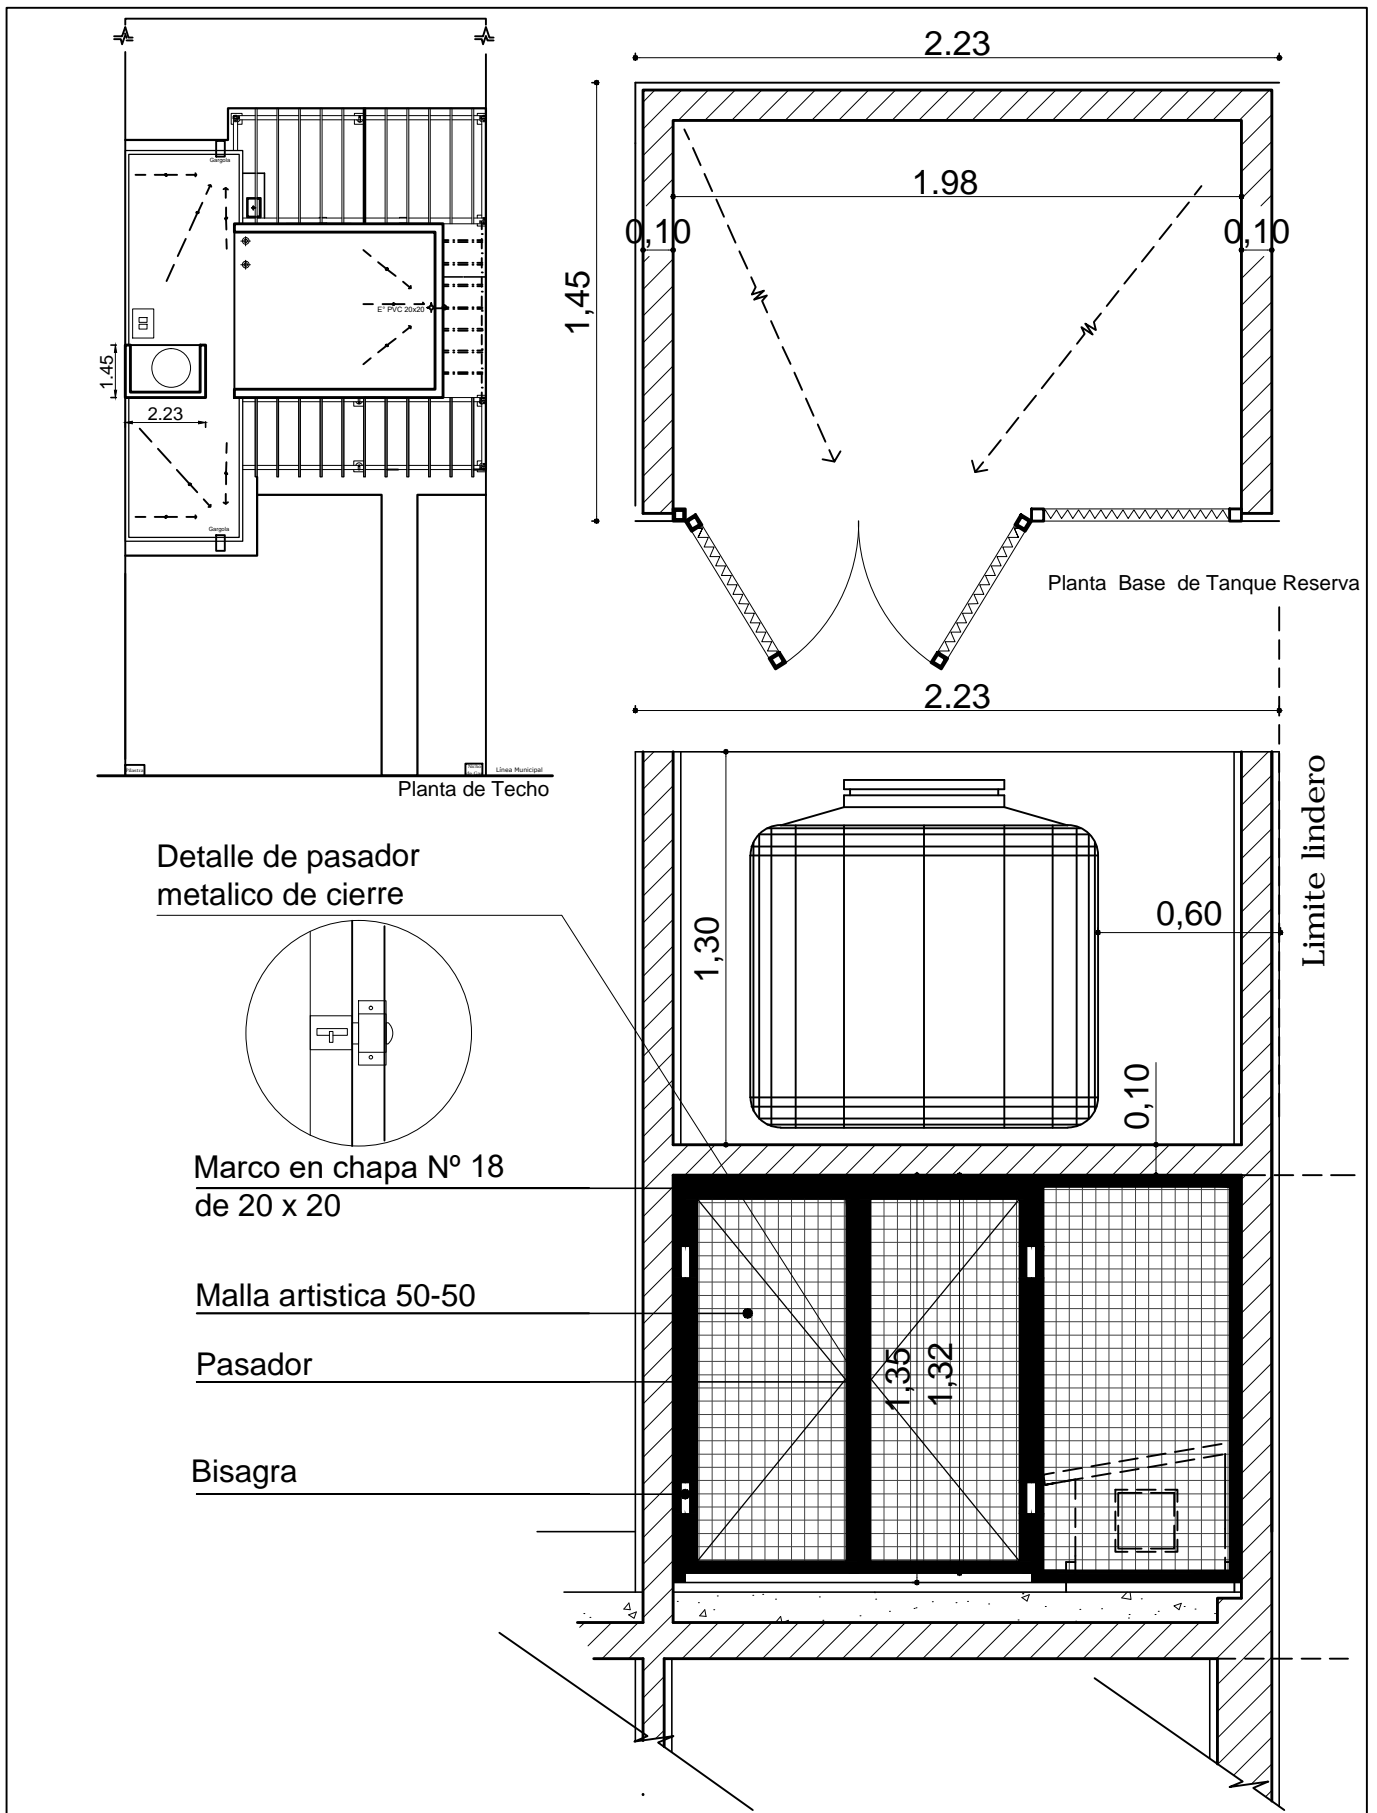 2.23
Gargola
1.98
0,10
0,10
1,45
E° PVC 20x20
1.45
2.23
Gargola
Planta Base de Tanque Reserva
2.23
Pilastra
Línea Municipal
Planta de Techo
Limite lindero
Detalle de pasador
metalico de cierre
0,60
1,30
0,10
Marco en chapa Nº 18
de 20 x 20
Malla artistica 50-50
Pasador
1,35
1,32
Bisagra